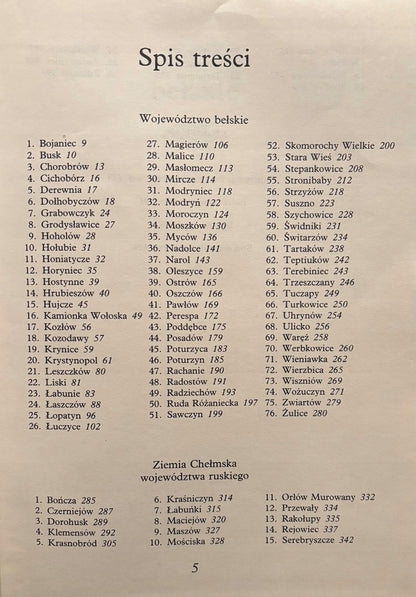 Spis treści
Województwo bełskie
1. Bojaniec 9
2. Busk 10
3. Chorobrów 13
4. Cichobórz 16
5. Derewnia 17
6. Dołhobyczów 18
7. Grabowczyk 24
8. Grodysławice 27
9. Hoholów 28
10. Hołubie 31
11. Honiatycze 32
12. Horyniec 35
13. Hostynne 39
14. Hrubieszów 40
15. Hujcze 45
16. Kamionka Wołoska 49
17. Kozłów 56
18. Kozodawy 57
19. Krynice 59
20. Krystynopol 61
21. Leszczków 80
22. Liski 81
23. Łabunie 83
24. Łaszczów 88
25. Łopatyn 96
26. Łuczyce 102
27. Magierów 106
28. Malice 110
29. Masłomecz 113
30. Mircze 114
31. Modryniec 118
32. Modryń 122
33. Moroczyn 124
34. Moszków 130
35. Myców 136
36. Nadolce 141
37. Narol 143
38. Oleszyce 159
39. Ostrów 165
40. Oszczów 166
41. Pawłów 169
42. Perespa 172
43. Poddębce 175
44. Posadów 179
45. Poturzyca 183
46. Poturzyn 185
47. Rachanie 190
48. Radostów 191
49. Radziechów 193
50. Ruda Różaniecka 197
51. Sawczyn 199
52. Skomorochy Wielkie 200
53. Stara Wieś 203
54. Stepankowice 208
55. Stronibaby 212
56. Strzyżów 218
57. Suszno 223
58. Szychowice 228
59. Świdniki 231
60. Świtarzów 234
61. Tartaków 238
62. Teptiuków 242
63. Terebiniec 243
64. Trzeszczany 246
65. Tuczapy 249
66. Turkowice 250
67. Uhrynów 254
68. Ulicko 256
69. Waręż 258
70. Werbkowice 260
71. Wieniawka 262
72. Wierzbica 265
73. Wiszniów 269
74. Wożuczyn 271
75. Zwiartów 279
76. Żulice 280
Ziemia Chełmska
województwa ruskiego
1. Bończa 285
2. Czerniejów 287
3. Dorohusk 289
4. Klemensów 292
5. Krasnobród 305
6. Kraśniczyn 314
7. Łabuńki 315
8. Maciejów 320
9. Maszów 327
10. Mościska 328
11. Orłów Murowany 332
12. Przewały 334
13. Rakołupy 335
14. Rejowiec 337
15. Serebryszcze 342
5